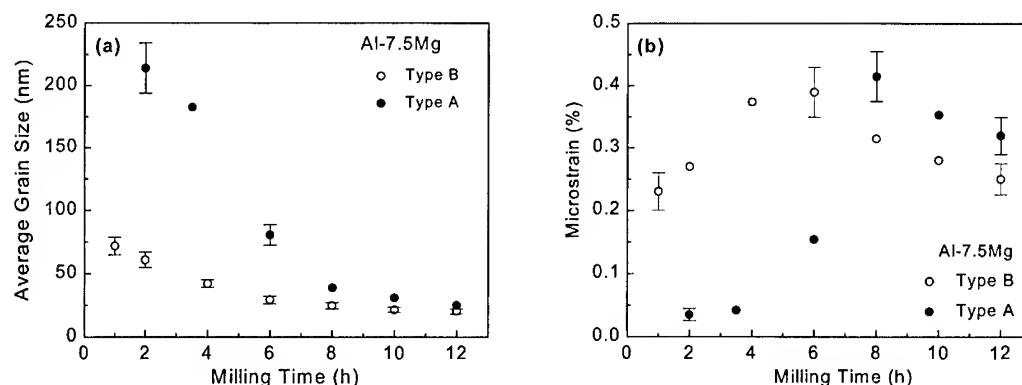 250
200
150
100
50
0
Average Grain Size (nm)
(a)
Al-7.5Mg
Type B
Type A
0 2 4 6 8 10 12
Milling Time (h)
0.5
0.4
0.3
0.2
0.1
0.0
Microstrain (%)
(b)
Al-7.5Mg
Type B
Type A
0 2 4 6 8 10 12
Milling Time (h)